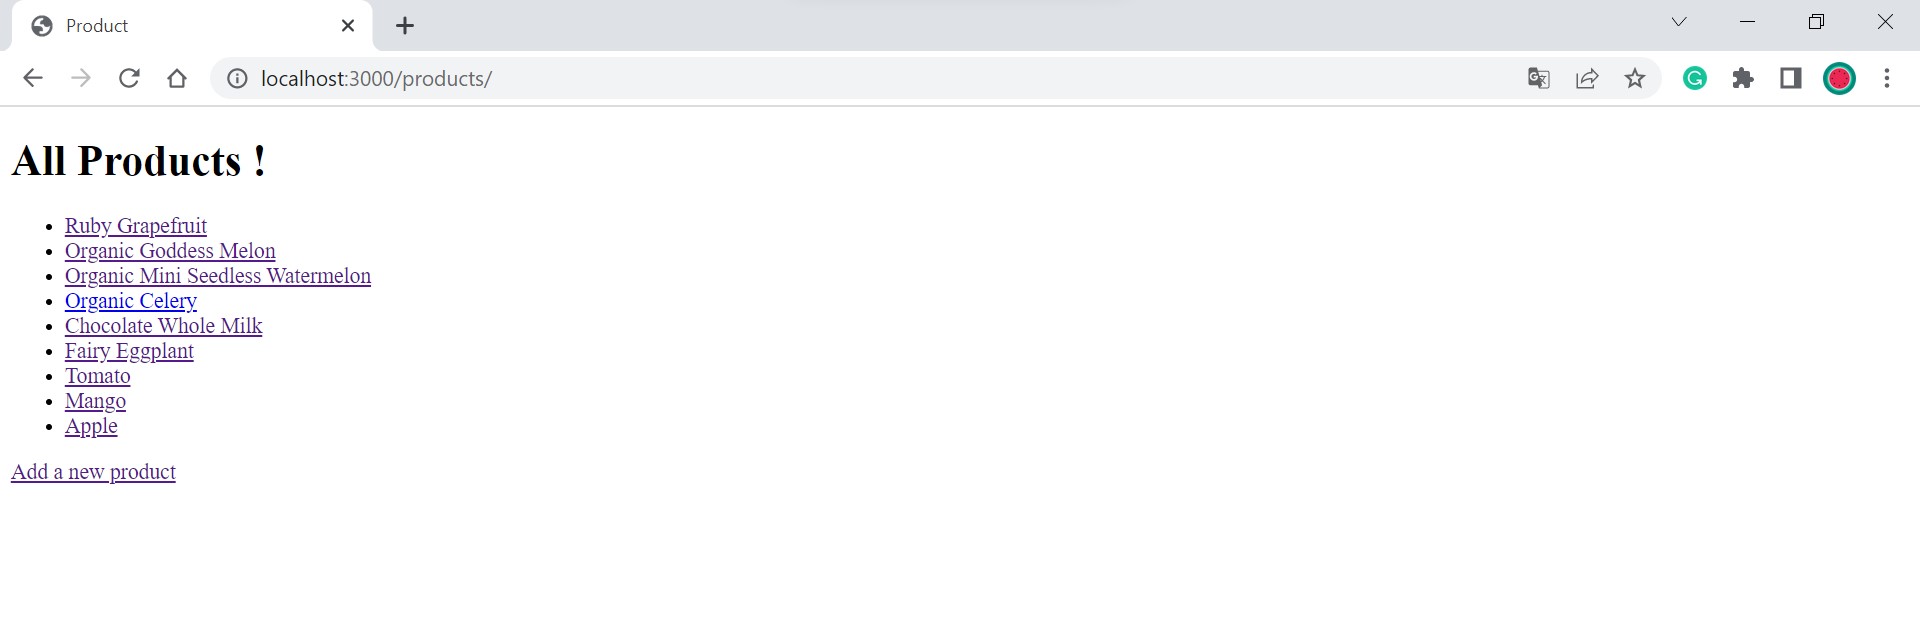 Product
localhost:3000/products/
All Products !
Ruby Grapefruit
Organic Goddess Melon
Organic Mini Seedless Watermelon
Organic Celery
Chocolate Whole Milk
Fairy Eggplant
Tomato
Mango
Apple
Add a new product